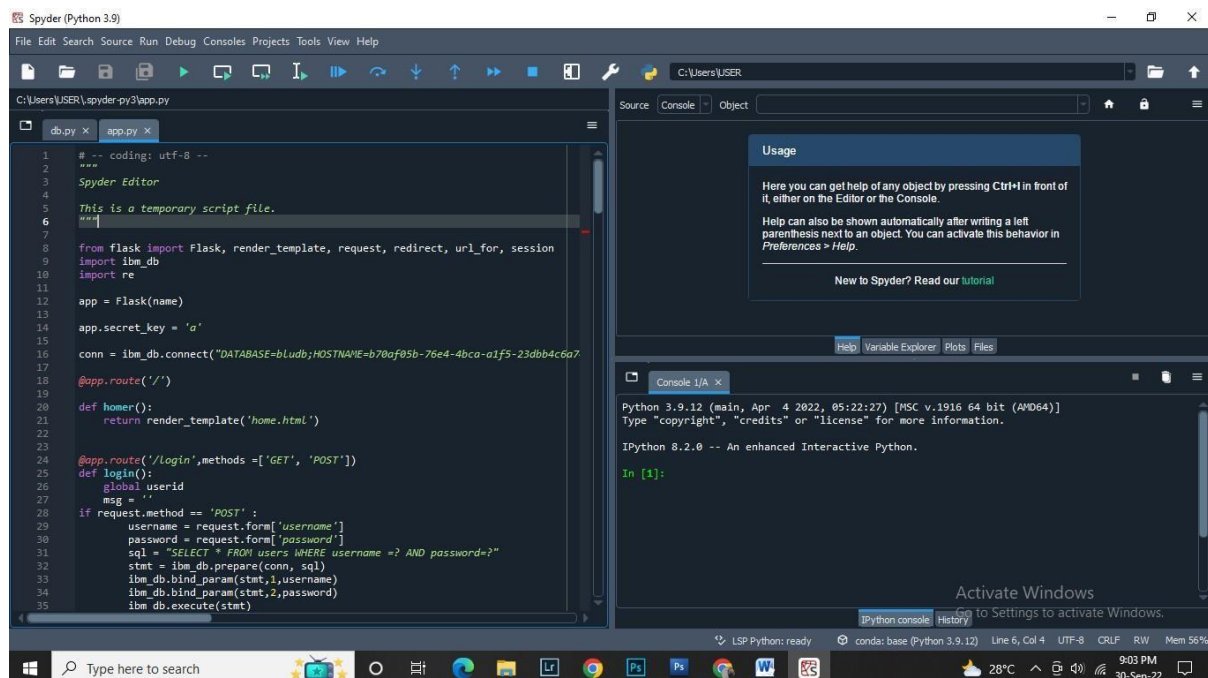 Spyder (Python 3.9)
File Edit Search Source Run Debug Consoles Projects Tools View Help
C:\Users\USER
C:\Users\USER\.spyder-py3\app.py
db.py
app.py
1 # -- coding: utf-8 --
2 """
3 Spyder Editor
4
5 This is a temporary script file.
6 """
7
8 from flask import Flask, render_template, request, redirect, url_for, session
9 import ibm_db
10 import re
11
12 app = Flask(name)
13
14 app.secret_key = 'a'
15
16 conn = ibm_db.connect("DATABASE=bludb;HOSTNAME=b70af05b-76e4-4bca-a1f5-23dbb4c6a7
17
18 @app.route('/')
19
20 def homer():
21     return render_template('home.html')
22
23
24 @app.route('/login',methods =['GET', 'POST'])
25 def login():
26     global userid
27     msg = ''
28 if request.method == 'POST' :
29         username = request.form['username']
30         password = request.form['password']
31         sql = "SELECT * FROM users WHERE username =? AND password=?"
32         stmt = ibm_db.prepare(conn, sql)
33         ibm_db.bind_param(stmt,1,username)
34         ibm_db.bind_param(stmt,2,password)
35         ibm_db.execute(stmt)
Source Console Object
Usage
Here you can get help of any object by pressing Ctrl+I in front of
it, either on the Editor or the Console.
Help can also be shown automatically after writing a left
parenthesis next to an object. You can activate this behavior in
Preferences > Help.
New to Spyder? Read our tutorial
Help Variable Explorer Plots Files
Console 1/A
Python 3.9.12 (main, Apr  4 2022, 05:22:27) [MSC v.1916 64 bit (AMD64)]
Type "copyright", "credits" or "license" for more information.
IPython 8.2.0 -- An enhanced Interactive Python.
In [1]:
Activate Windows
Go to Settings to activate Windows.
IPython console History
LSP Python: ready conda: base (Python 3.9.12) Line 6, Col 4 UTF-8 CRLF RW Mem 56%
Type here to search
Lr
Ps
Ps
W
28°C
9:03 PM
30-Sep-22